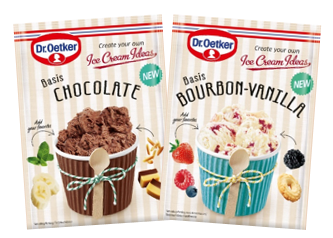 Dr.Oetker
Create your own
Ice Cream Ideas
NEW
Basis
CHOCOLATE
Add
your favorites
Dr.Oetker
Create your own
Ice Cream Ideas
NEW
Basis
BOURBON-VANILLA
Add
your favorites